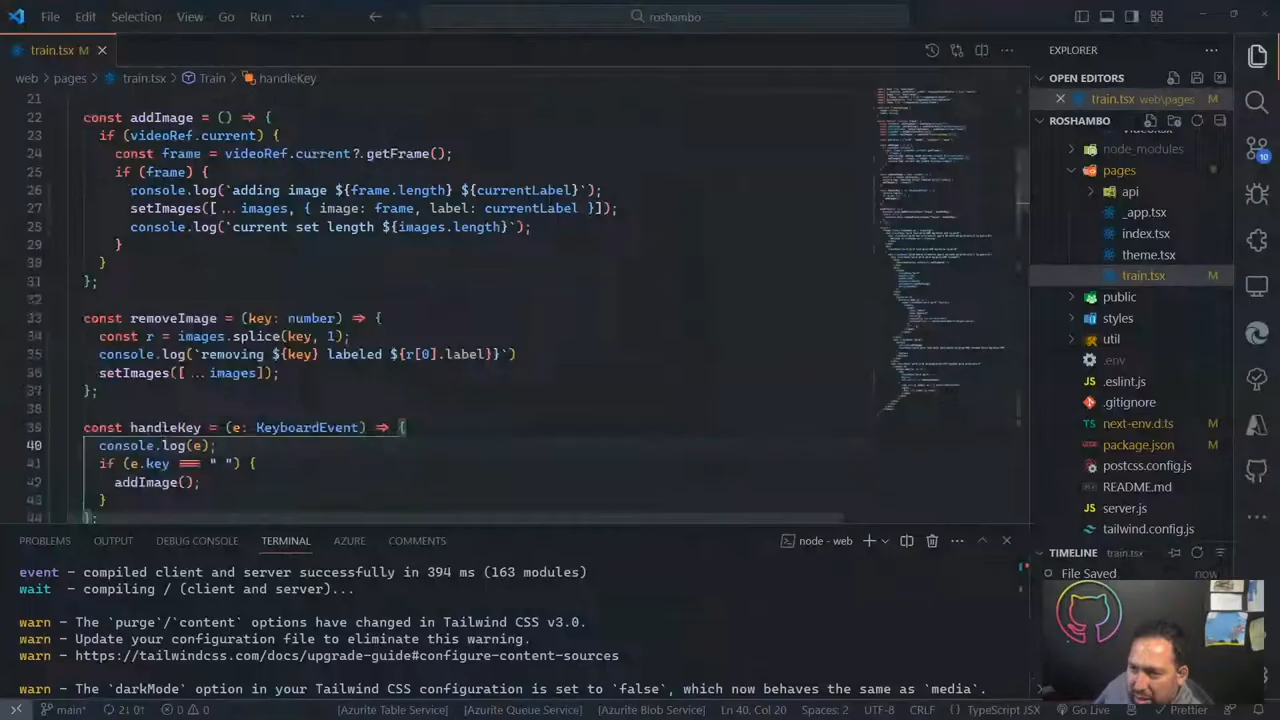 File Edit Selection View Go Run ... roshambo
train.tsx M
web > pages > train.tsx > Train > handleKey
21
22 const addImage = () => {
23 if (videoRef.current) {
24 const frame = videoRef.current?.getFrame();
25 if (frame) {
26 console.log(`adding image ${frame.length} ${currentLabel}`);
27 setImages([...images, { image: frame, label: currentLabel }]);
28 console.log(`current set length ${images.length}`);
29 }
30 }
31 };
32
33 const removeImage = (key: number) => {
34 const r = images.splice(key, 1);
35 console.log(`removing ${key} labeled ${r[0].label}}`)
36 setImages([...images]);
37 };
38
39 const handleKey = (e: KeyboardEvent) => {
40 console.log(e);
41 if (e.key === " ") {
42 addImage();
43 }
44 };
PROBLEMS OUTPUT DEBUG CONSOLE TERMINAL AZURE COMMENTS node - web
event - compiled client and server successfully in 394 ms (163 modules)
wait - compiling / (client and server)...
warn - The `purge`/`content` options have changed in Tailwind CSS v3.0.
warn - Update your configuration file to eliminate this warning.
warn - https://tailwindcss.com/docs/upgrade-guide#configure-content-sources
warn - The `darkMode` option in your Tailwind CSS configuration is set to `false`, which now behaves the same as `media`.
EXPLORER
OPEN EDITORS
train.tsx web\pages M
ROSHAMBO
node_modules
pages
api
_app.tsx
index.tsx
theme.tsx
train.tsx M
public
styles
util
.env
.eslint.js
.gitignore
next-env.d.ts M
package.json M
postcss.config.js
README.md
server.js
tailwind.config.js
TIMELINE train.tsx
File Saved now
10
main* 21 0 0 0 [Azurite Table Service] [Azurite Queue Service] [Azurite Blob Service] Ln 40, Col 20 Spaces: 2 UTF-8 CRLF {} TypeScript JSX Go Live Prettier